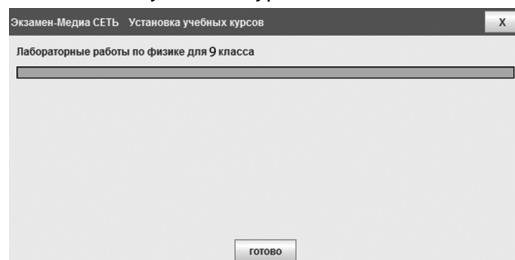 Экзамен-Медиа СЕТЬ Установка учебных курсов X
Лабораторные работы по физике для 9 класса
готово